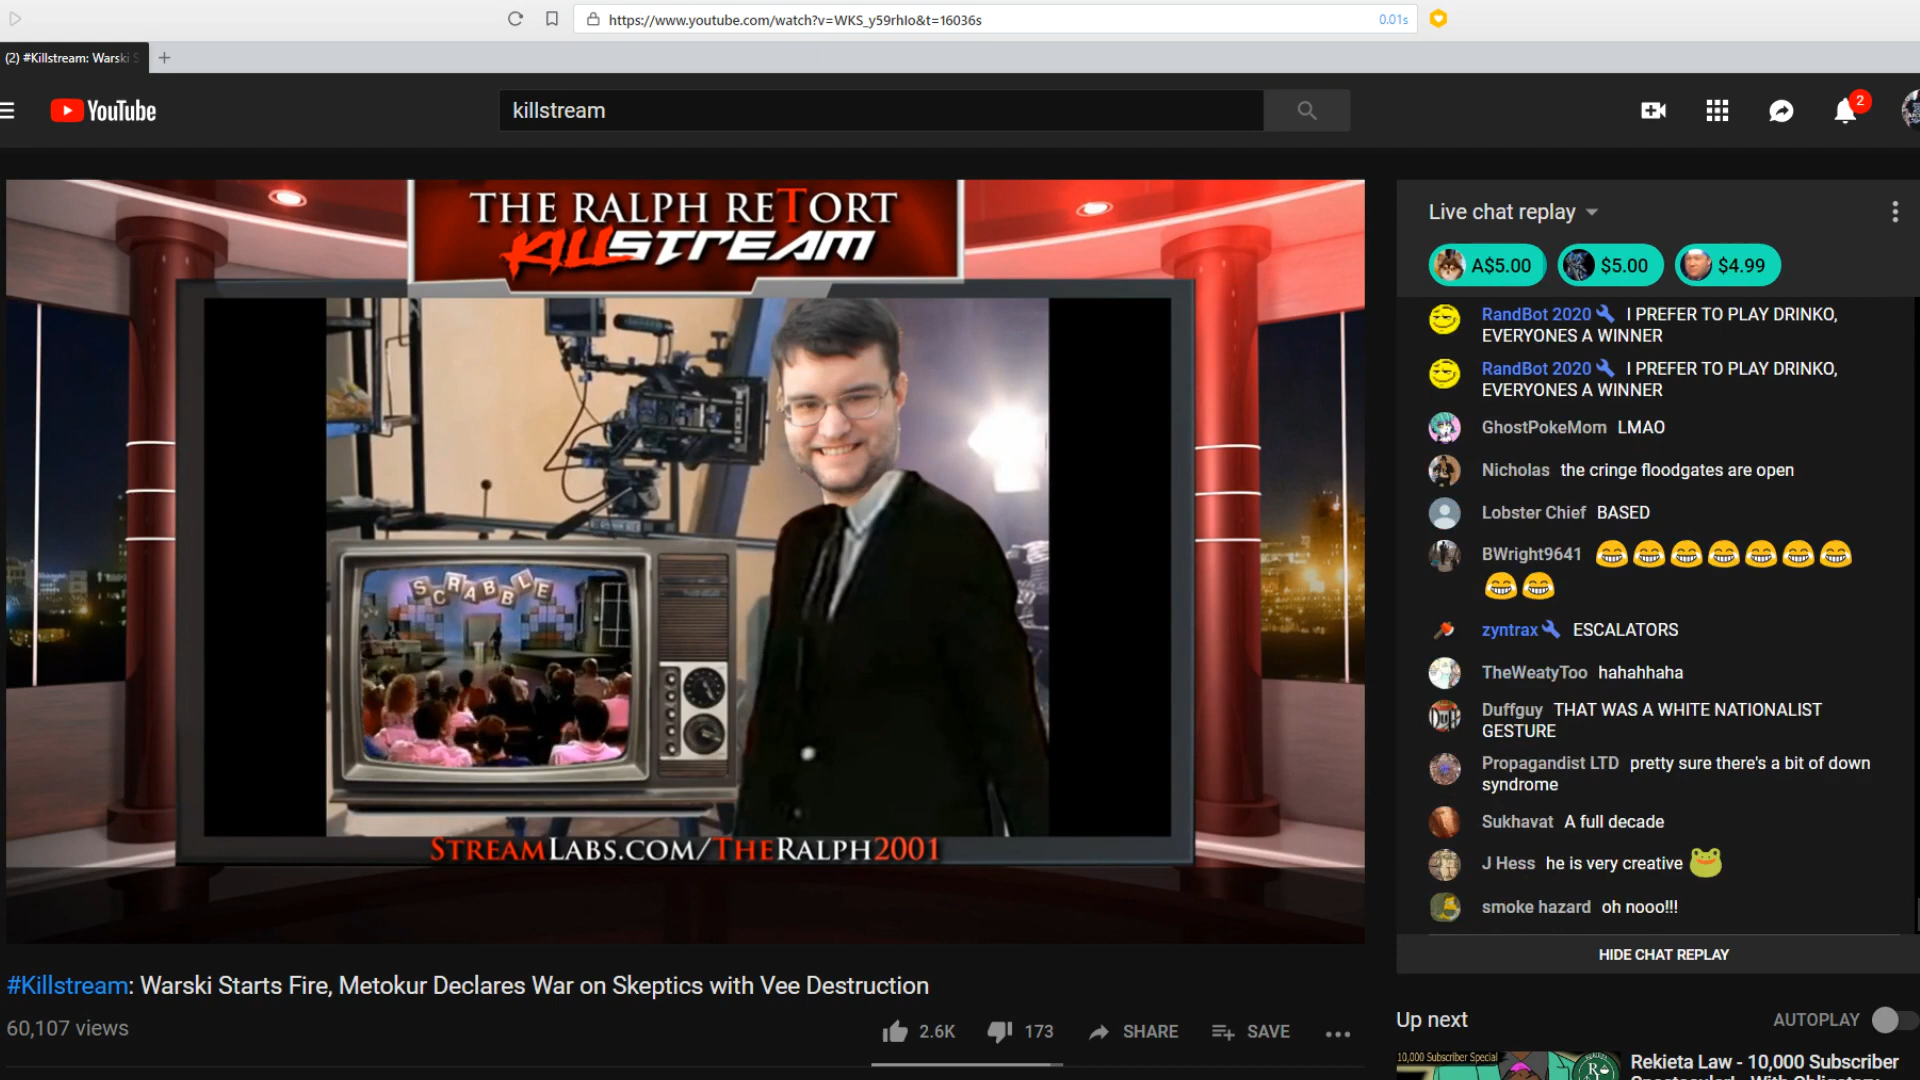 https://www.youtube.com/watch?v=WKS_y59rhIo&t=16036s
0.01s
(2) #Killstream: Warski S
YouTube
killstream
2
THE RALPH RETORT
KILLSTREAM
SCRABBLE
STREAMLABS.COM/THERALPH2001
Live chat replay
A$5.00
$5.00
$4.99
RandBot 2020 I PREFER TO PLAY DRINKO,
EVERYONES A WINNER
RandBot 2020 I PREFER TO PLAY DRINKO,
EVERYONES A WINNER
GhostPokeMom LMAO
Nicholas the cringe floodgates are open
Lobster Chief BASED
BWright9641 😂😂😂😂😂😂😂
😂😂
zyntrax ESCALATORS
TheWeatyToo hahahhaha
Duffguy THAT WAS A WHITE NATIONALIST
GESTURE
Propagandist LTD pretty sure there's a bit of down
syndrome
Sukhavat A full decade
J Hess he is very creative 🐸
smoke hazard oh nooo!!!
HIDE CHAT REPLAY
#Killstream: Warski Starts Fire, Metokur Declares War on Skeptics with Vee Destruction
60,107 views
2.6K
173
SHARE
SAVE
Up next
AUTOPLAY
10,000 Subscriber Special
Rekieta Law - 10,000 Subscriber